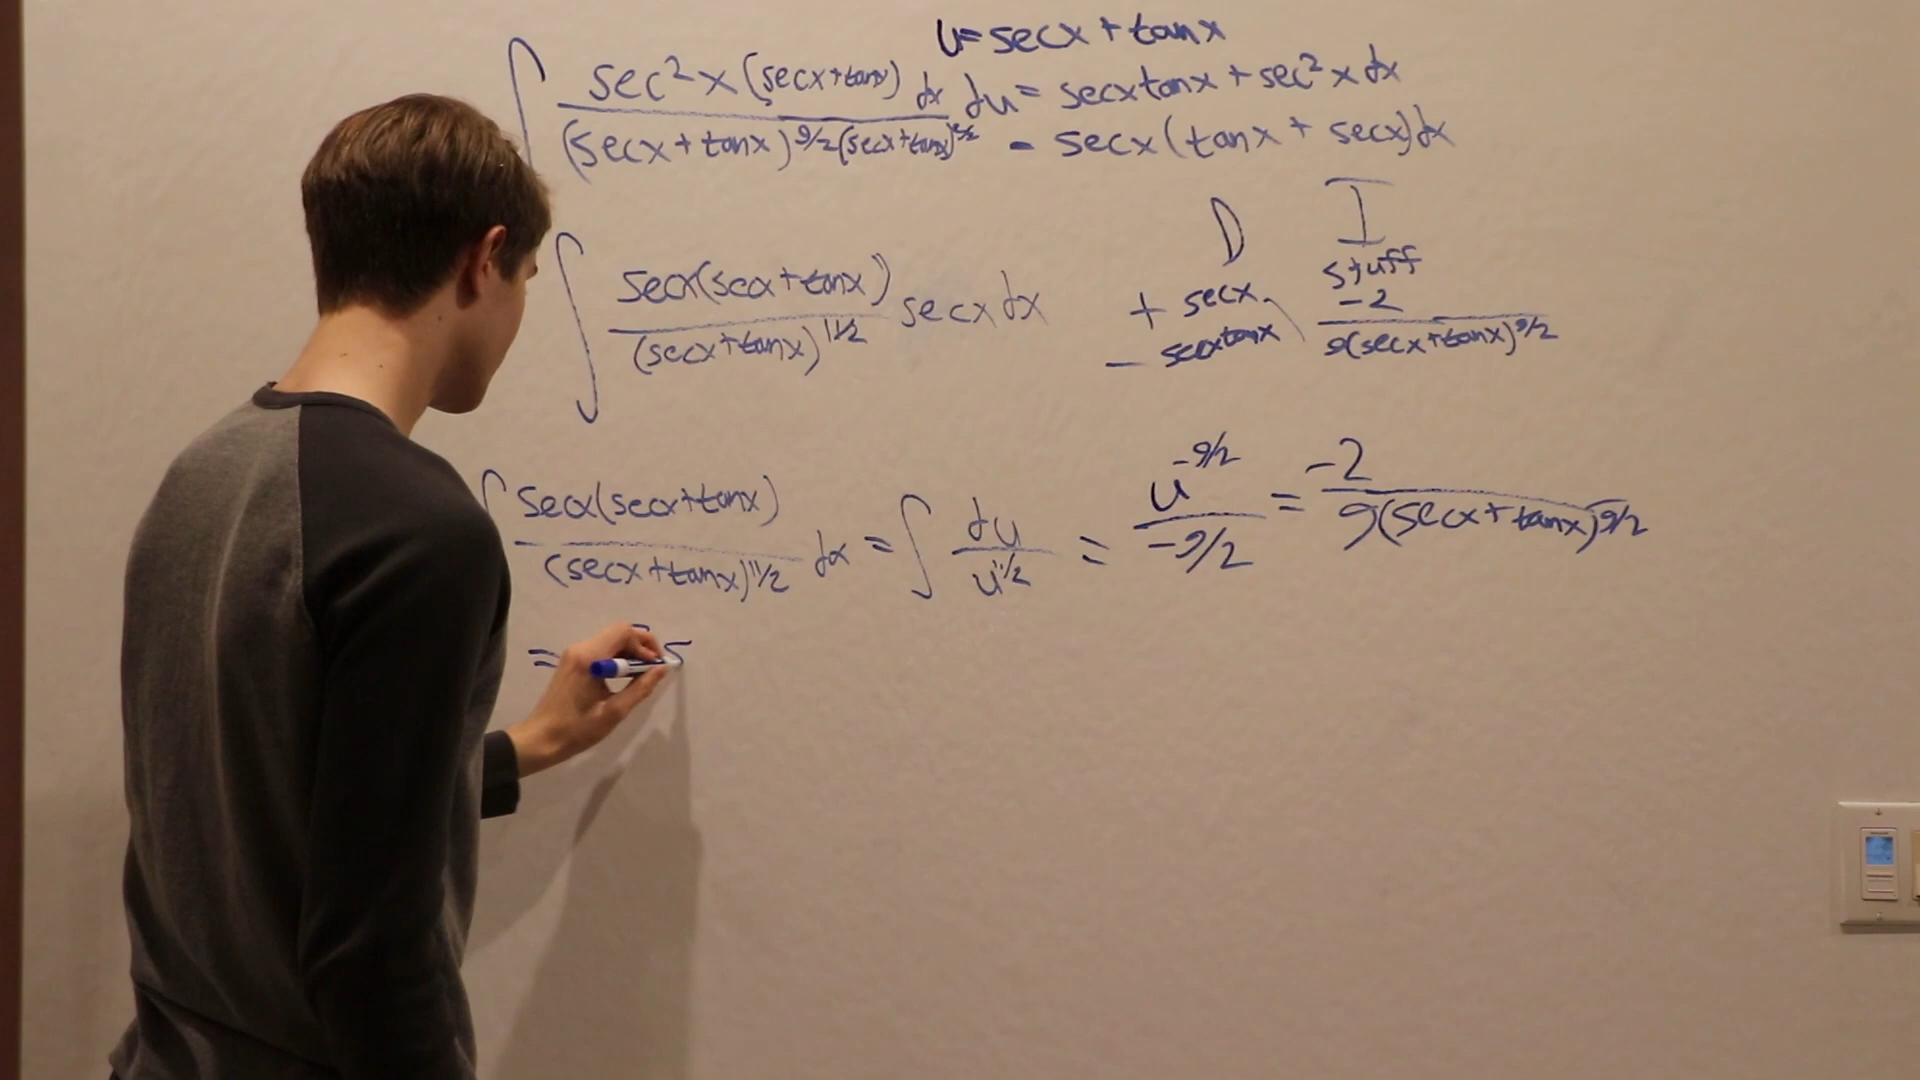 u = secx + tanx
∫ sec²x (secx+tanx) dx / (secx+tanx)^9/2 (secx+tanx)^2/2
du = secxtanx + sec²x dx
= secx(tanx + secx)dx
D I
∫ secx(secx+tanx) / (secx+tanx)^11/2 secx dx
+ secx stuff
- secxtanx -2 / 9(secx+tanx)^9/2
∫ secx(secx+tanx) / (secx+tanx)^11/2 dx = ∫ du / u^11/2 = u^-9/2 / -9/2 = -2 / 9(secx+tanx)^9/2
=